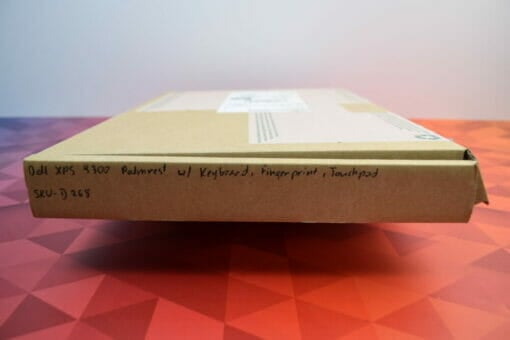 Dell XPS 9300 Palmrest w/ Keyboard, Fingerprint, Touchpad
SKU-D268